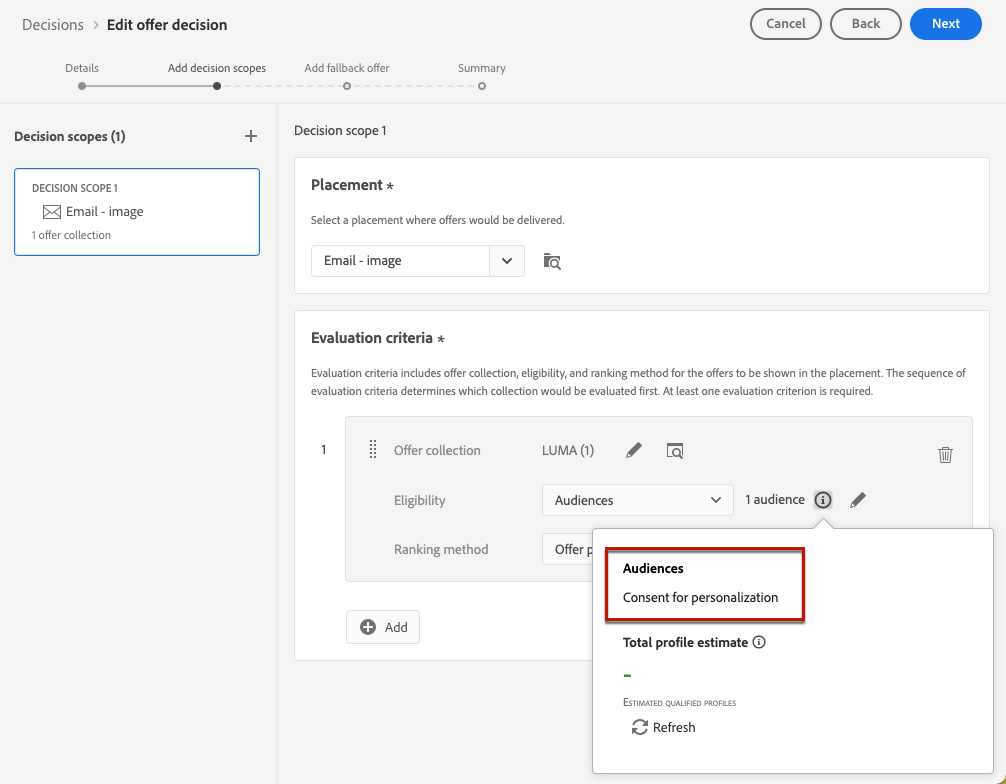 Decisions > Edit offer decision
Cancel
Back
Next
Details
Add decision scopes
Add fallback offer
Summary
Decision scopes (1)
DECISION SCOPE 1
Email - image
1 offer collection
Decision scope 1
Placement *
Select a placement where offers would be delivered.
Email - image
Evaluation criteria *
Evaluation criteria includes offer collection, eligibility, and ranking method for the offers to be shown in the placement. The sequence of
evaluation criteria determines which collection would be evaluated first. At least one evaluation criterion is required.
1
Offer collection
LUMA (1)
Eligibility
Audiences
1 audience
Ranking method
Offer p
Add
Audiences
Consent for personalization
Total profile estimate
-
ESTIMATED QUALIFIED PROFILES
Refresh